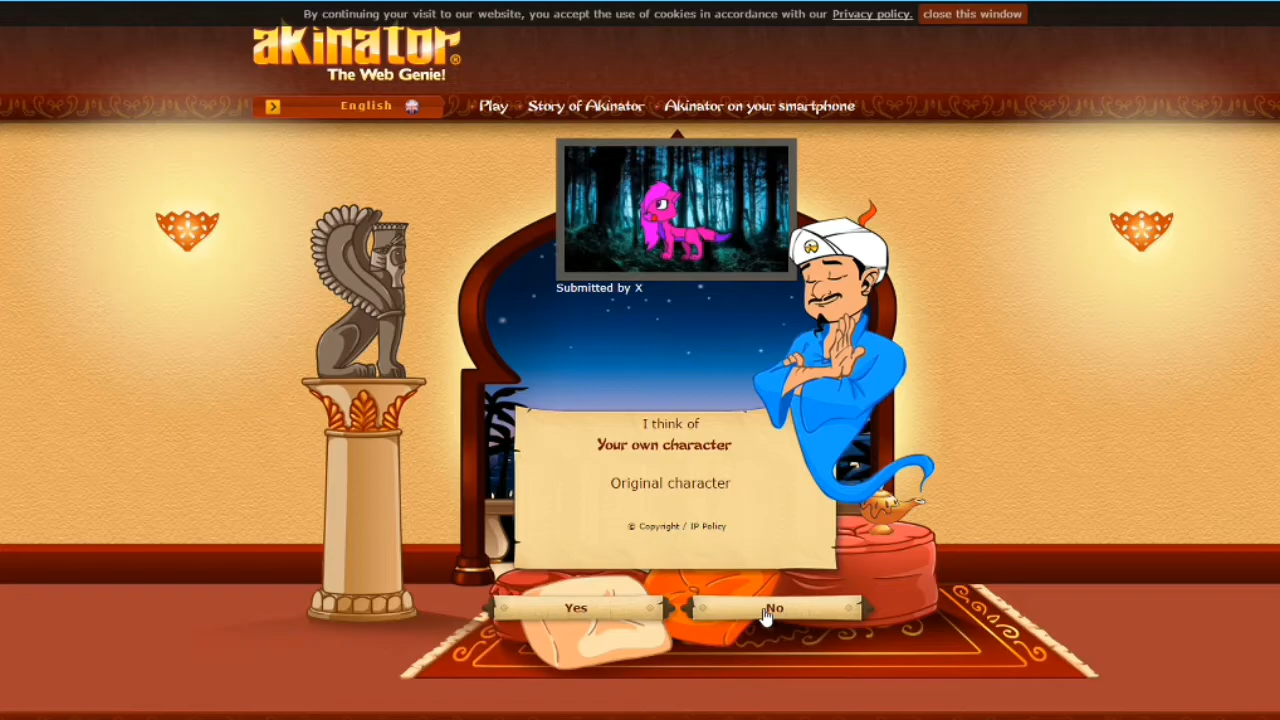 By continuing your visit to our website, you accept the use of cookies in accordance with our Privacy policy. close this window
akinator®
The Web Genie!
English Play Story of Akinator Akinator on your smartphone
Submitted by X
I think of
Your own character
Original character
© Copyright / IP Policy
Yes No